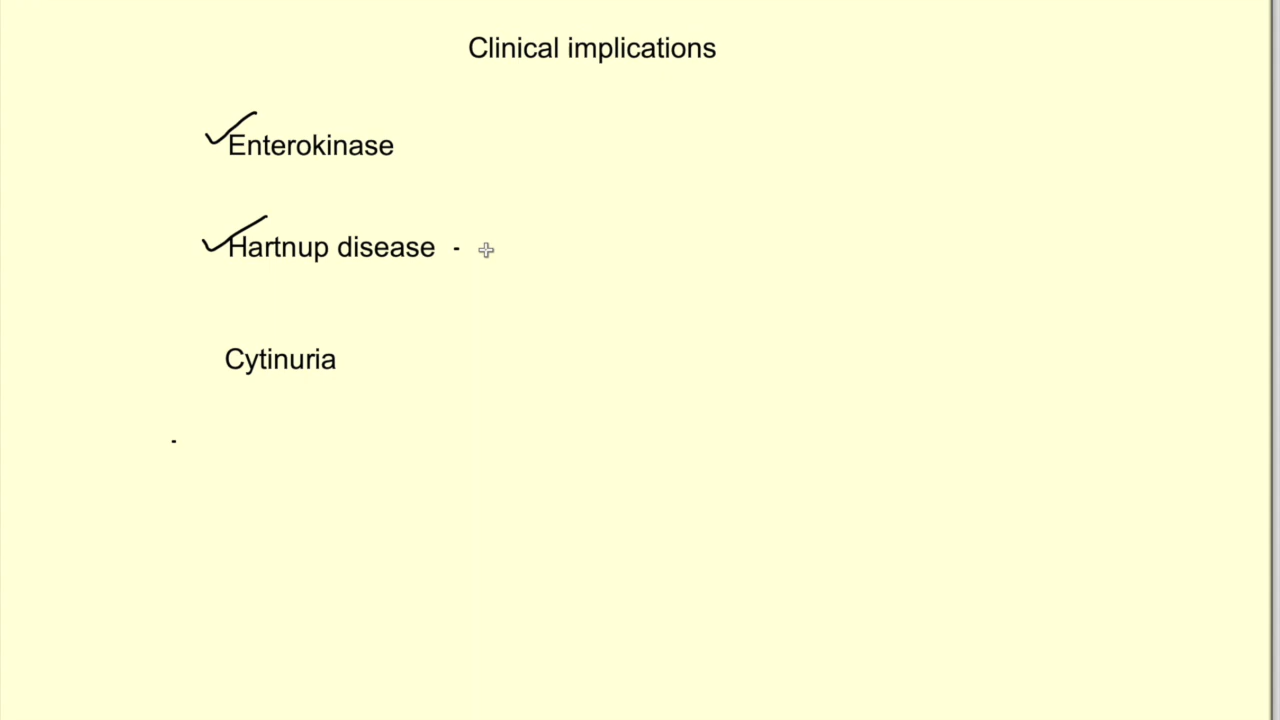 Clinical implications
Enterokinase
Hartnup disease -
Cytinuria